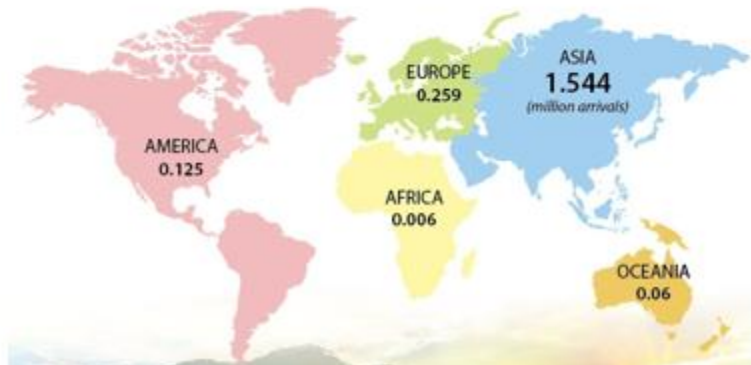 ASIA
1.544
(million arrivals)
EUROPE
0.259
AMERICA
0.125
AFRICA
0.006
OCEANIA
0.06